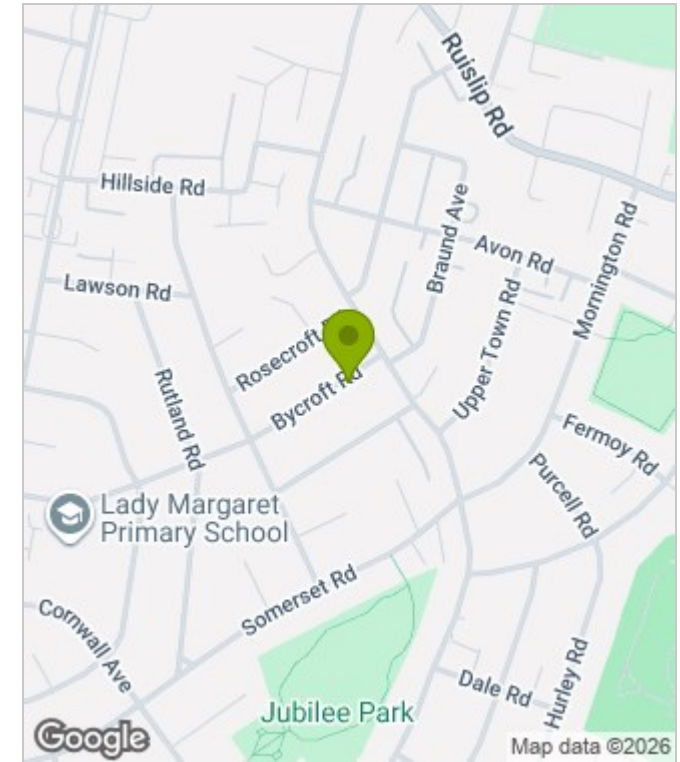 Ruislip Rd
Hillside Rd
Braund Ave
Avon Rd
Mornington Rd
Lawson Rd
Upper Town Rd
Rosecroft
Bycroft Rd
Rutland Rd
Fermoy Rd
Purcell Rd
Lady Margaret
Primary School
Somerset Rd
Cornwall Ave
Hurley Rd
Dale Rd
Jubilee Park
Google
Map data ©2026